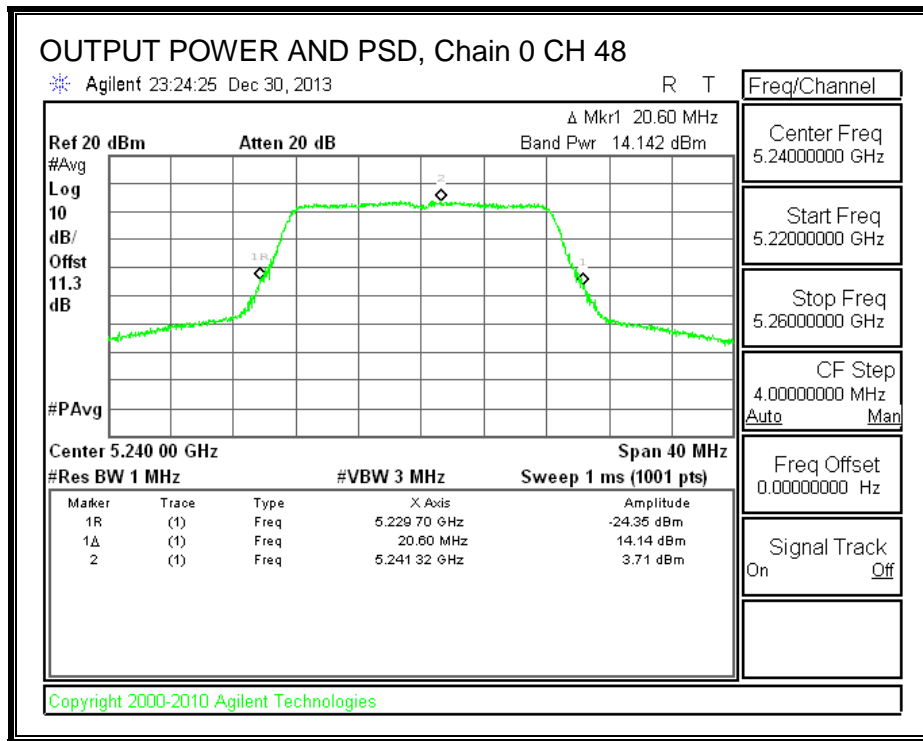 OUTPUT POWER AND PSD, Chain 0 CH 48
Agilent 23:24:25 Dec 30, 2013 R T
Δ Mkr1 20.60 MHz
Ref 20 dBm Atten 20 dB Band Pwr 14.142 dBm
#Avg
Log
10
dB/
Offst
11.3
dB
#PAvg
2
1R
1
Center 5.240 00 GHz Span 40 MHz
#Res BW 1 MHz #VBW 3 MHz Sweep 1 ms (1001 pts)
Marker Trace Type X Axis Amplitude
1R (1) Freq 5.229 70 GHz -24.35 dBm
1Δ (1) Freq 20.60 MHz 14.14 dBm
2 (1) Freq 5.241 32 GHz 3.71 dBm
Freq/Channel
Center Freq
5.24000000 GHz
Start Freq
5.22000000 GHz
Stop Freq
5.26000000 GHz
CF Step
4.00000000 MHz
Auto Man
Freq Offset
0.00000000 Hz
Signal Track
On Off
Copyright 2000-2010 Agilent Technologies